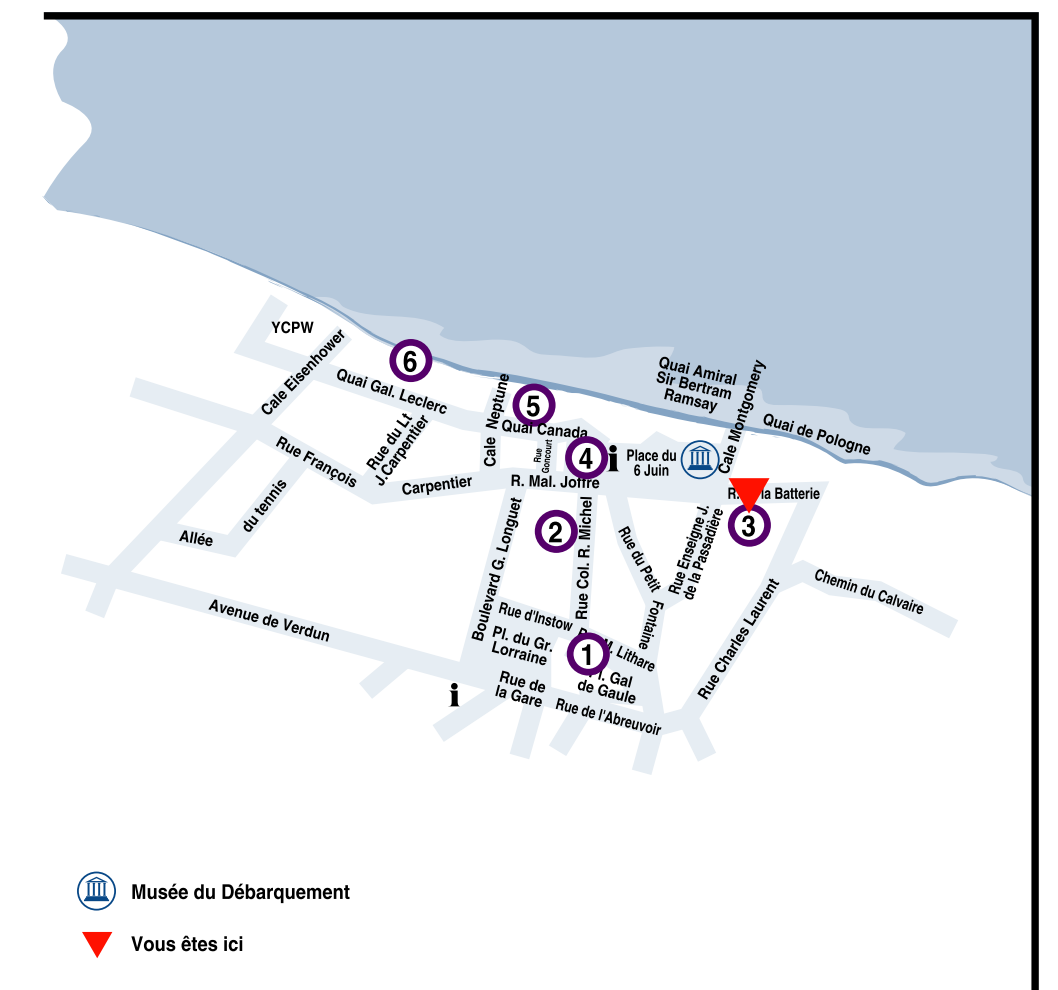 YCPW
Cale Eisenhower
6
Quai Gal. Leclerc
Rue du Lt
J. Carpentier
Rue François
Carpentier
Allée
du tennis
Avenue de Verdun
Cale Neptune
5
Quai Canada
Rue
Goncourt
4
i
Place du
6 Juin
Quai Amiral
Sir Bertram
Ramsay
Cale Montgomery
Quai de Pologne
R. Mal. Joffre
R. la Batterie
3
2
Boulevard G. Longuet
Rue Col. R. Michel
Rue du Petit
Fontaine
Rue Enseigne J.
de la Passadière
Chemin du Calvaire
Rue Charles Laurent
Rue d'Instow
M. Lithare
1
Pl. du Gr.
Lorraine
Pl. Gal
de Gaule
Rue de
la Gare
Rue de l'Abreuvoir
i
Musée du Débarquement
Vous êtes ici